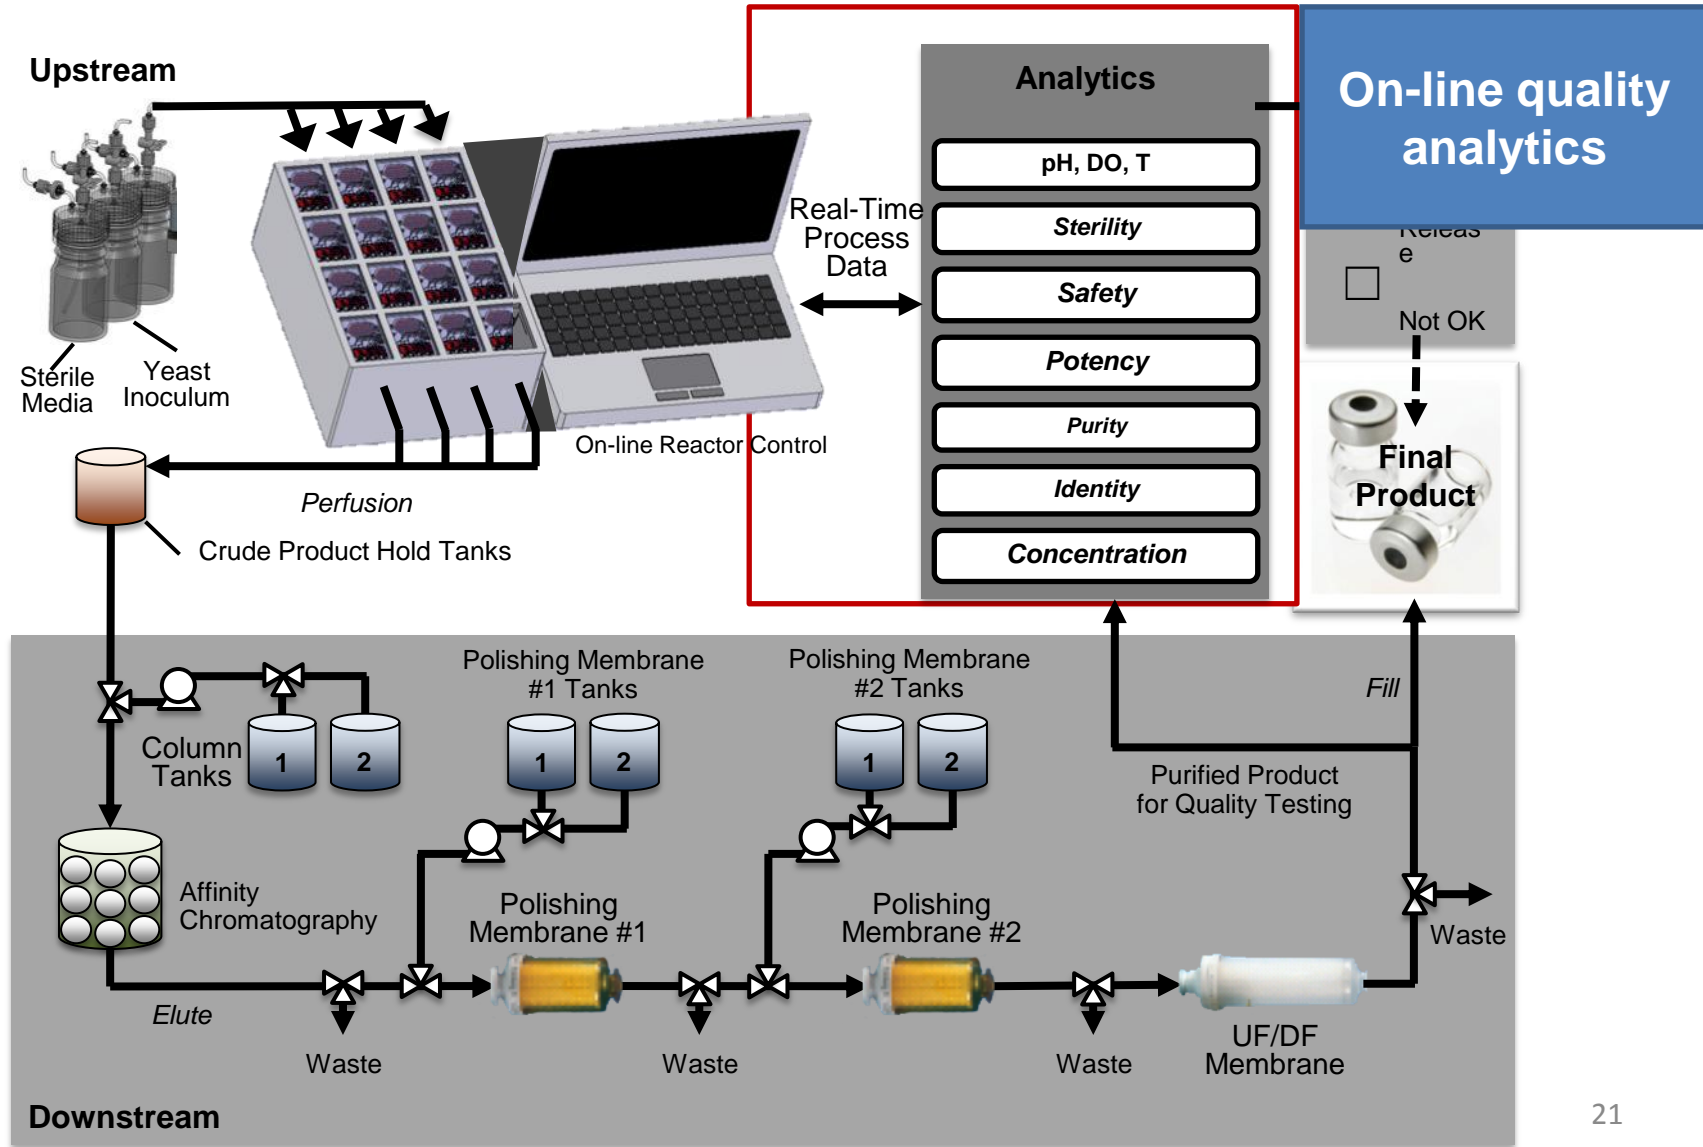 Upstream
Sterile
Media
Yeast
Inoculum
On-line Reactor Control
Real-Time
Process
Data
Analytics
pH, DO, T
Sterility
Safety
Potency
Purity
Identity
Concentration
On-line quality
analytics
Releas
e
Not OK
Final
Product
Perfusion
Crude Product Hold Tanks
Column
Tanks
1
2
Polishing Membrane
#1 Tanks
1
2
Polishing Membrane
#2 Tanks
1
2
Fill
Purified Product
for Quality Testing
Affinity
Chromatography
Polishing
Membrane #1
Polishing
Membrane #2
Waste
Elute
Waste
Waste
Waste
UF/DF
Membrane
Downstream
21